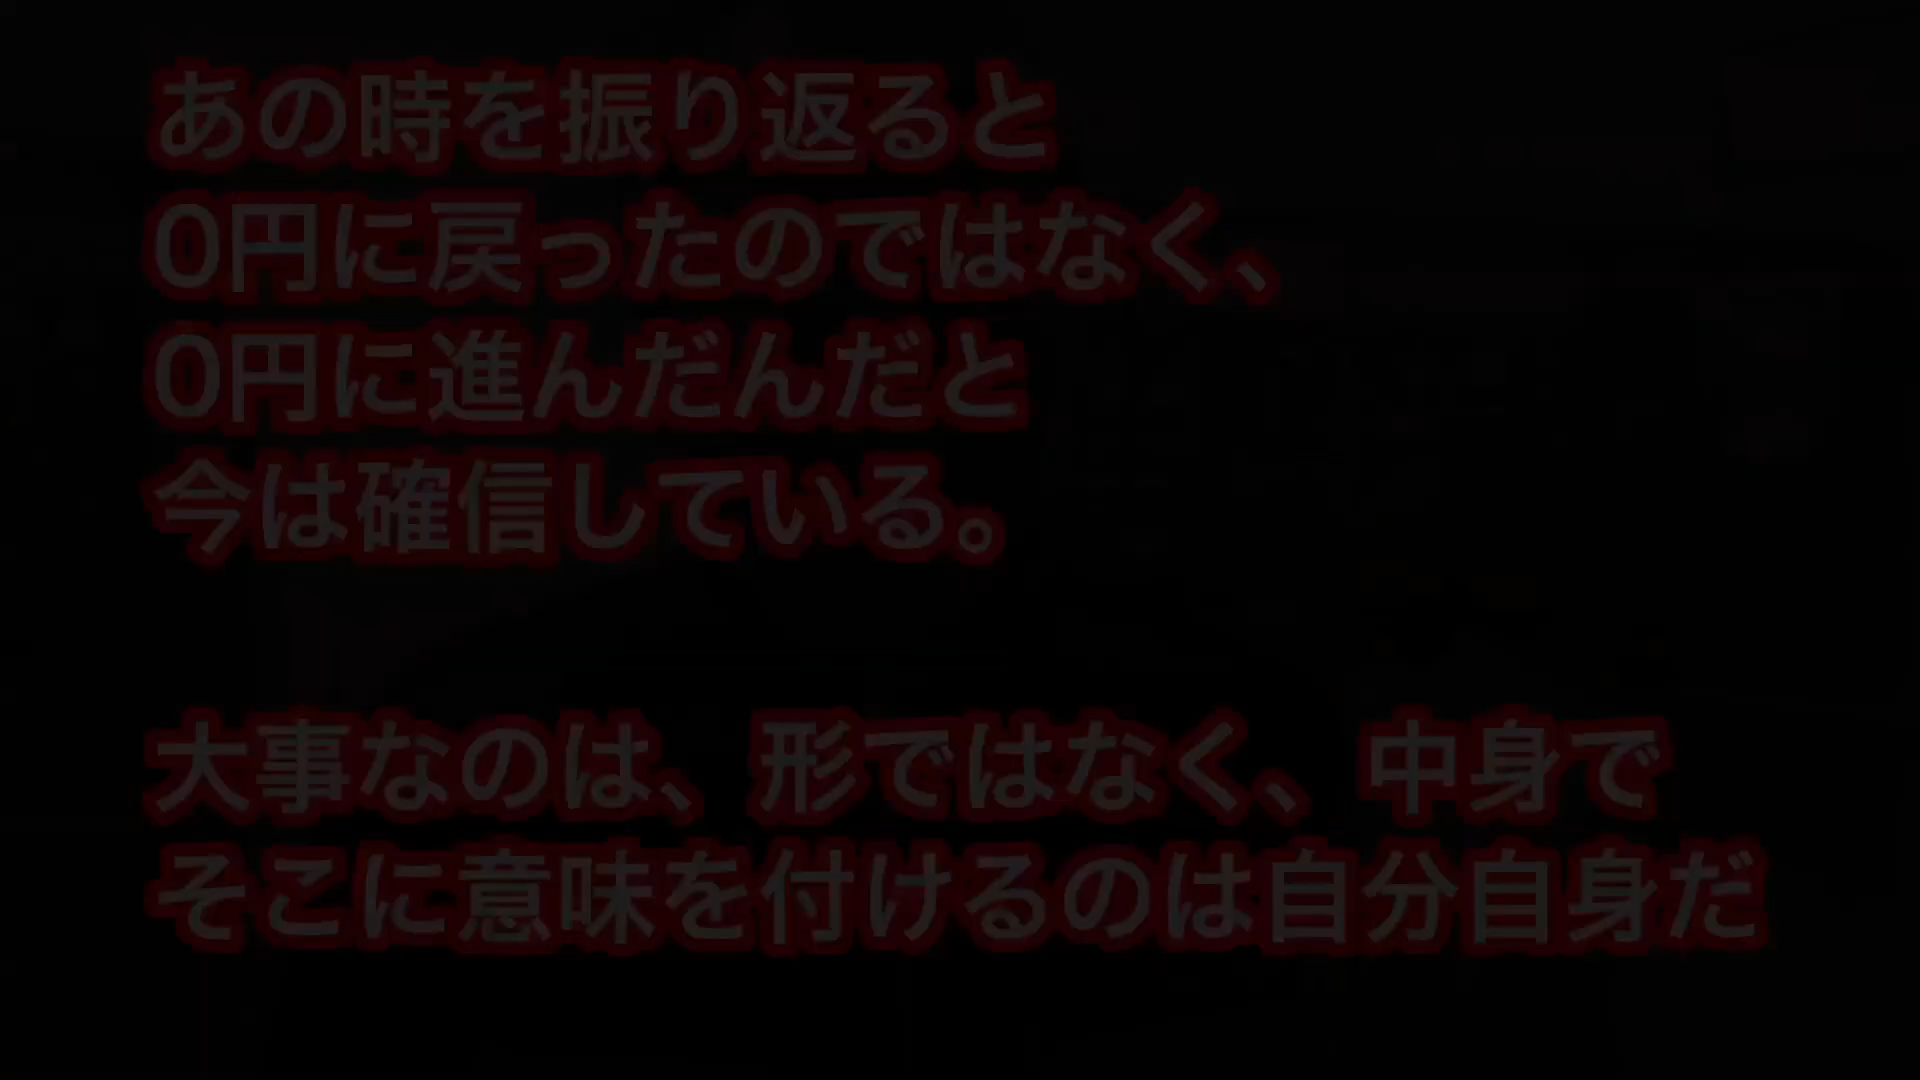 あの時を振り返ると
0円に戻ったのではなく、
0円に進んだんだと
今は確信している。
大事なのは、形ではなく、中身で
そこに意味を付けるのは自分自身だ